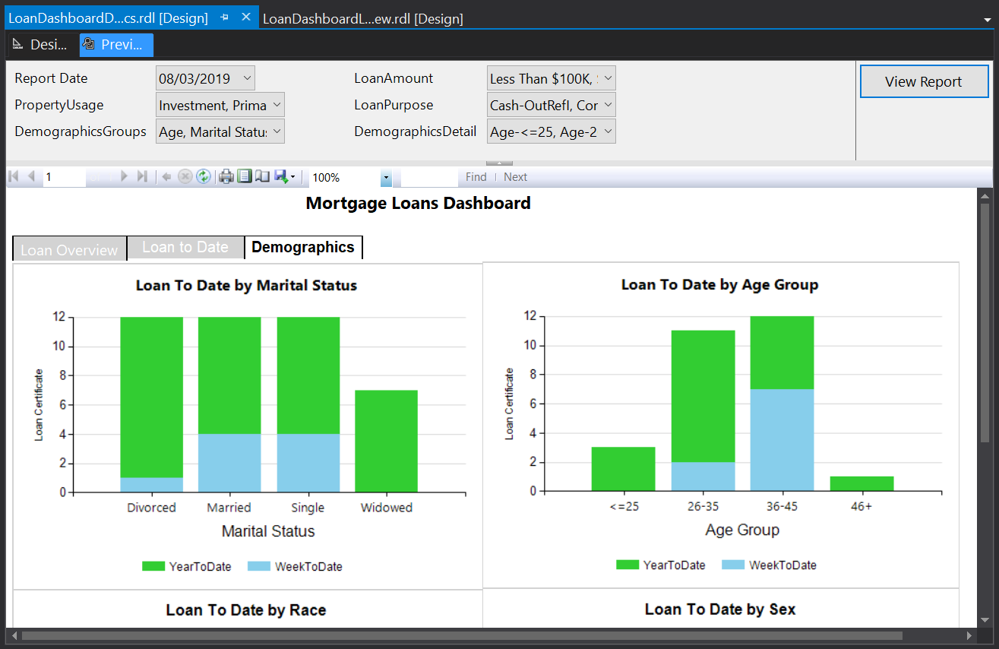 LoanDashboardD...cs.rdl [Design]
LoanDashboardL...ew.rdl [Design]
Desi...
Previ...
Report Date
08/03/2019
LoanAmount
Less Than $100K,
View Report
PropertyUsage
Investment, Prima
LoanPurpose
Cash-OutRefI, Cor
DemographicsGroups
Age, Marital Statu
DemographicsDetail
Age-<=25, Age-2
1
100%
Find
Next
Mortgage Loans Dashboard
Loan Overview
Loan to Date
Demographics
Loan To Date by Marital Status
12
10
8
6
4
2
0
Loan Certificate
Divorced
Married
Single
Widowed
Marital Status
YearToDate
WeekToDate
Loan To Date by Age Group
12
10
8
6
4
2
0
Loan Certificate
<=25
26-35
36-45
46+
Age Group
YearToDate
WeekToDate
Loan To Date by Race
Loan To Date by Sex